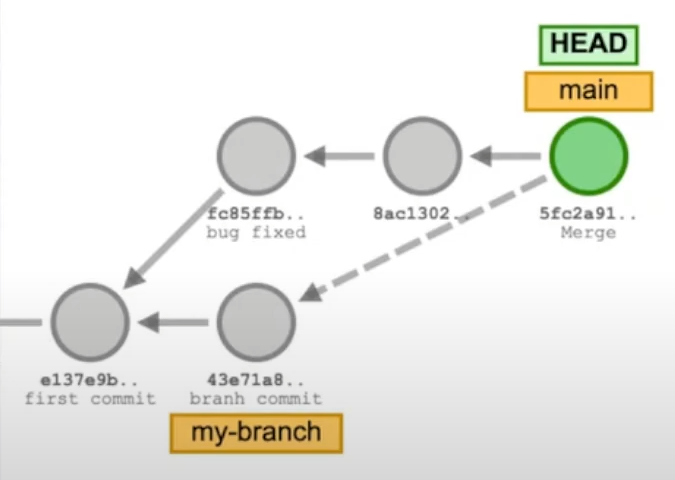 HEAD
main
fc85ffb..
bug fixed
8ac1302..
5fc2a91..
Merge
e137e9b..
first commit
43e71a8..
branh commit
my-branch